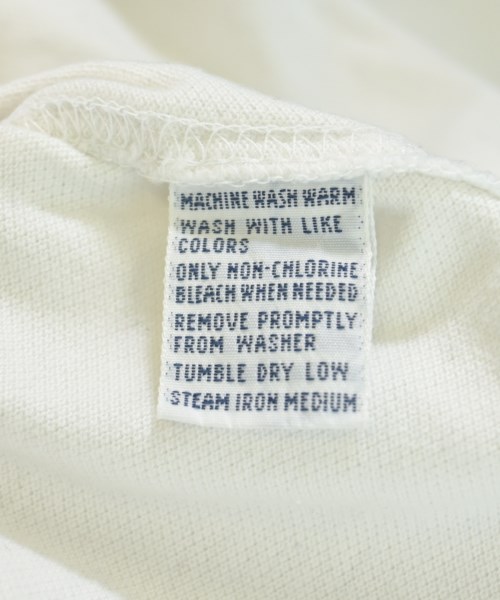 MACHINE WASH WARM
WASH WITH LIKE
COLORS
ONLY NON-CHLORINE
BLEACH WHEN NEEDED
REMOVE PROMPTLY
FROM WASHER
TUMBLE DRY LOW
STEAM IRON MEDIUM